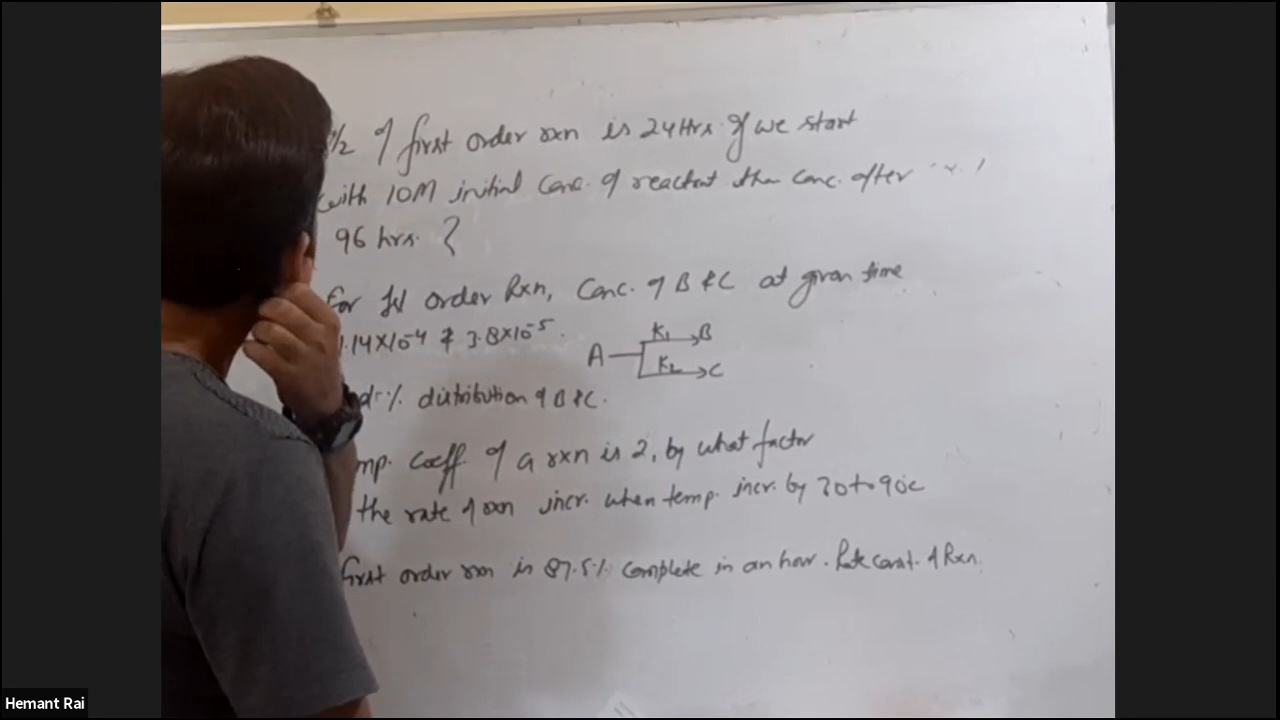 1/2 of first order rxn is 24Hrs. If we start
with 10M initial conc. of reactant then conc. after
96 hrs. ?
For Ist order Rxn, Conc. of B & C at given time
1.14×10-4 & 3.8×10-5.
A K1 B
K2 C
% distribution of B & C.
mp. coeff of a rxn is 2, by what factor
the rate of rxn incr. when temp. incr. by 30 to 90°C
first order rxn is 87.5% complete in an hour. Rate const. of Rxn.
Hemant Rai